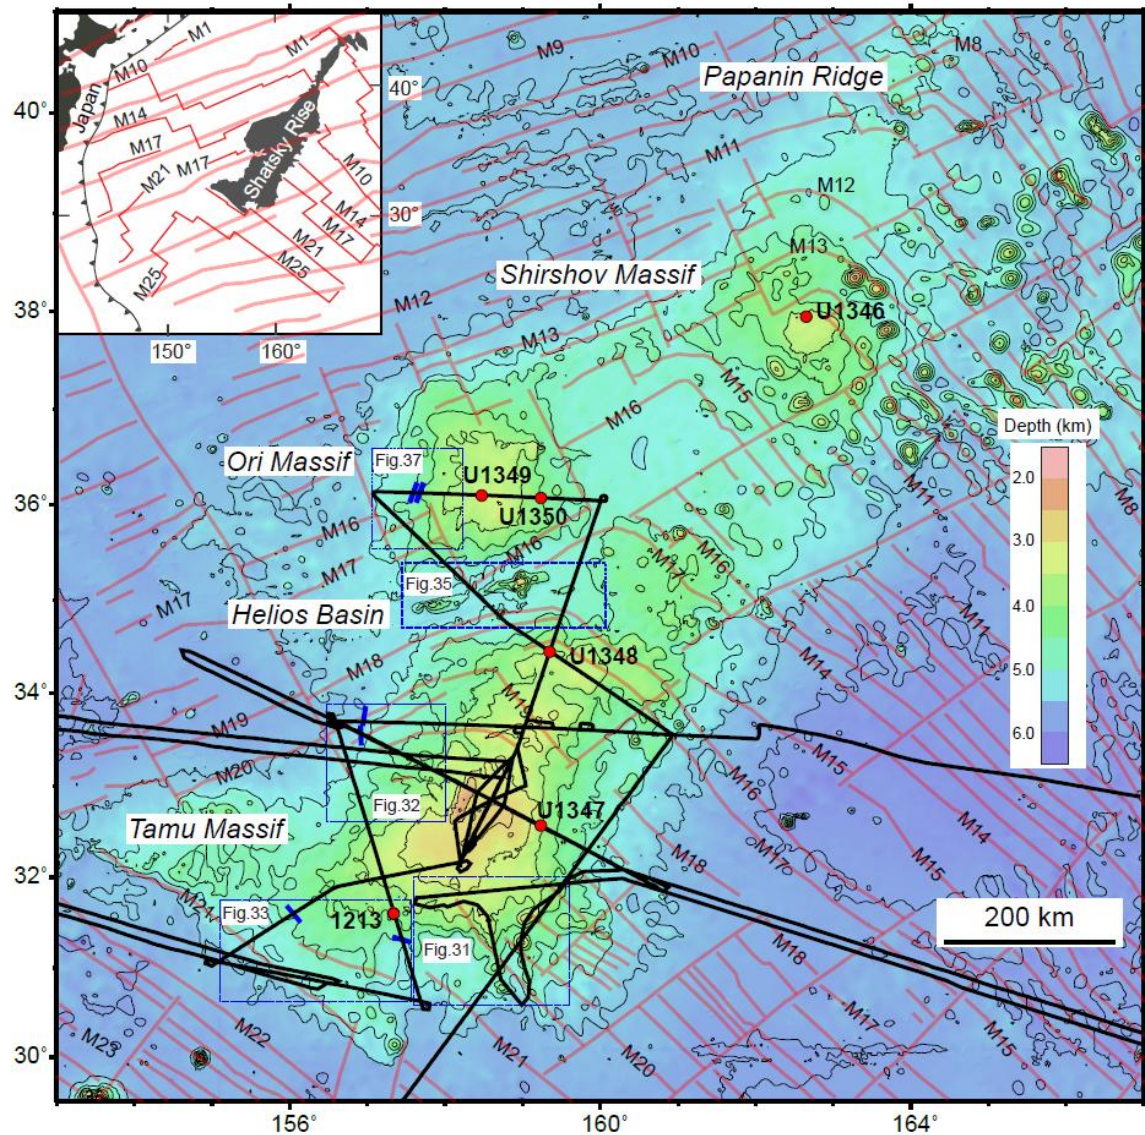 M1
M1
M10
Japan
M14
M17
M17
M21
Shatsky Rise
M10
M14
M17
M21
M25
M25
40°
30°
150°
160°
M9
M10
M8
Papanin Ridge
M11
M12
M13
Shirshov Massif
M12
U1346
M13
M15
M16
Depth (km)
2.0
3.0
4.0
5.0
6.0
Ori Massif
Fig.37
U1349
U1350
M11
M8
M16
M16
M17
M16
M17
Fig.35
M17
Helios Basin
M11
M18
U1348
M14
M19
M19
M15
M20
M16
Fig.32
U1347
Tamu Massif
M14
M17
M18
M15
M21
Fig.33
1213
Fig.31
200 km
M18
M17
M15
M22
M23
M21
M20
40°
38°
36°
34°
32°
30°
156°
160°
164°